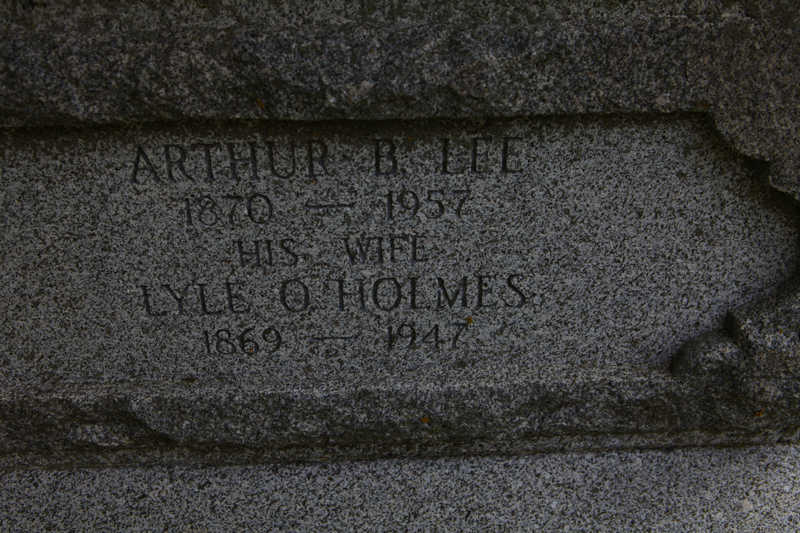 ARTHUR B. LEE
1870 — 1957
HIS WIFE
LYLE O. HOLMES
1869 — 1947